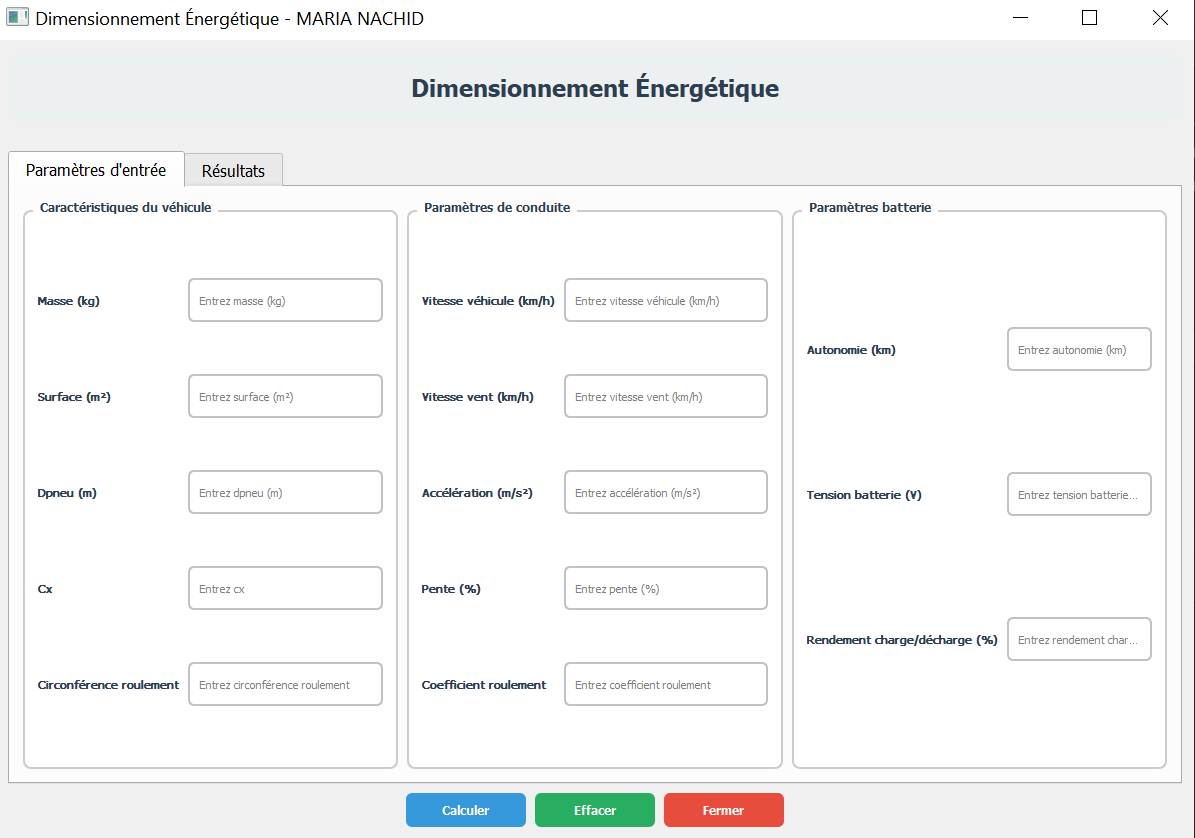 Dimensionnement Énergétique - MARIA NACHID
Dimensionnement Énergétique
Paramètres d'entrée
Résultats
Caractéristiques du véhicule
Masse (kg)
Entrez masse (kg)
Surface (m²)
Entrez surface (m²)
Dpneu (m)
Entrez dpneu (m)
Cx
Entrez cx
Circonférence roulement
Entrez circonférence roulement
Paramètres de conduite
Vitesse véhicule (km/h)
Entrez vitesse véhicule (km/h)
Vitesse vent (km/h)
Entrez vitesse vent (km/h)
Accélération (m/s²)
Entrez accélération (m/s²)
Pente (%)
Entrez pente (%)
Coefficient roulement
Entrez coefficient roulement
Paramètres batterie
Autonomie (km)
Entrez autonomie (km)
Tension batterie (V)
Entrez tension batterie...
Rendement charge/décharge (%)
Entrez rendement char...
Calculer
Effacer
Fermer